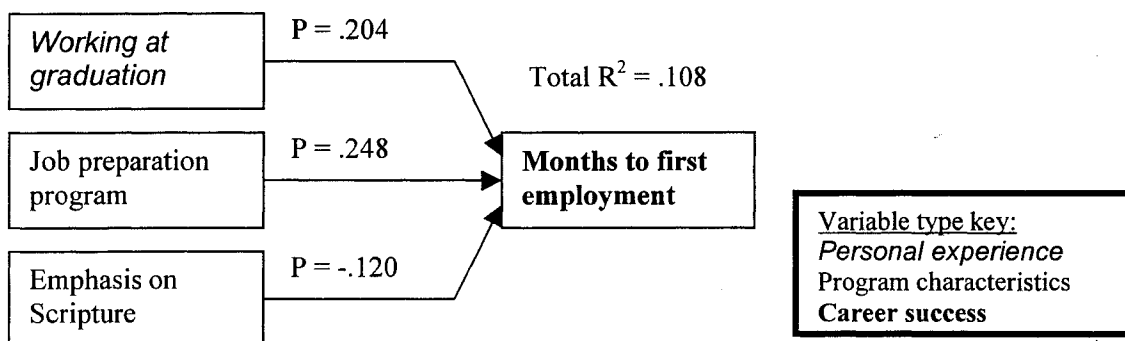 Working at
graduation
P = .204
Total R² = .108
Job preparation
program
P = .248
Months to first
employment
Emphasis on
Scripture
P = -.120
Variable type key:
Personal experience
Program characteristics
Career success